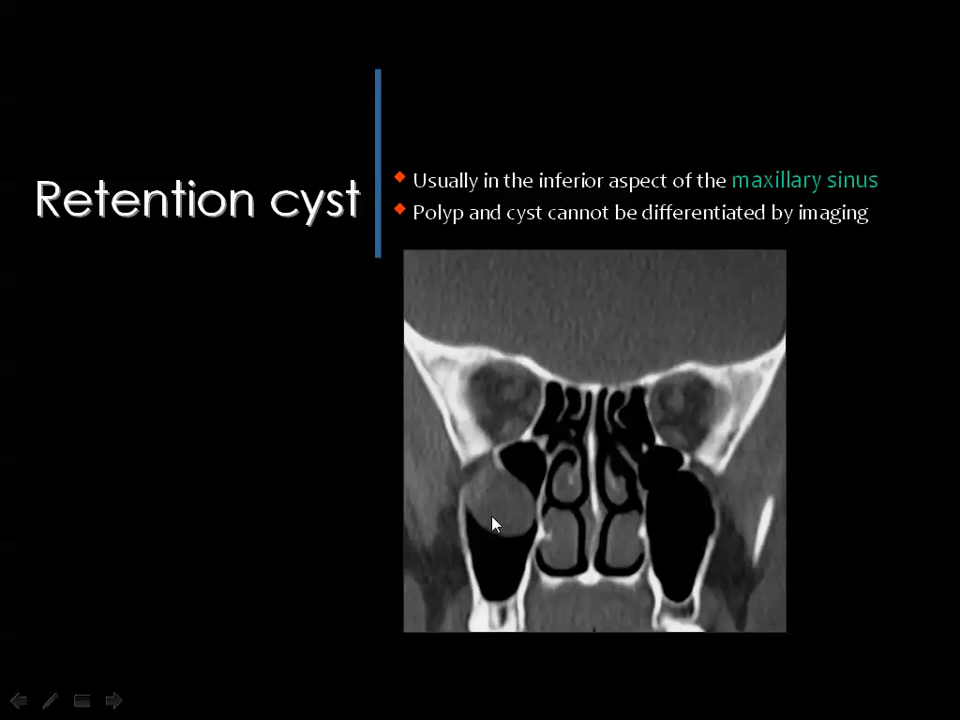 Retention cyst
Usually in the inferior aspect of the maxillary sinus
Polyp and cyst cannot be differentiated by imaging